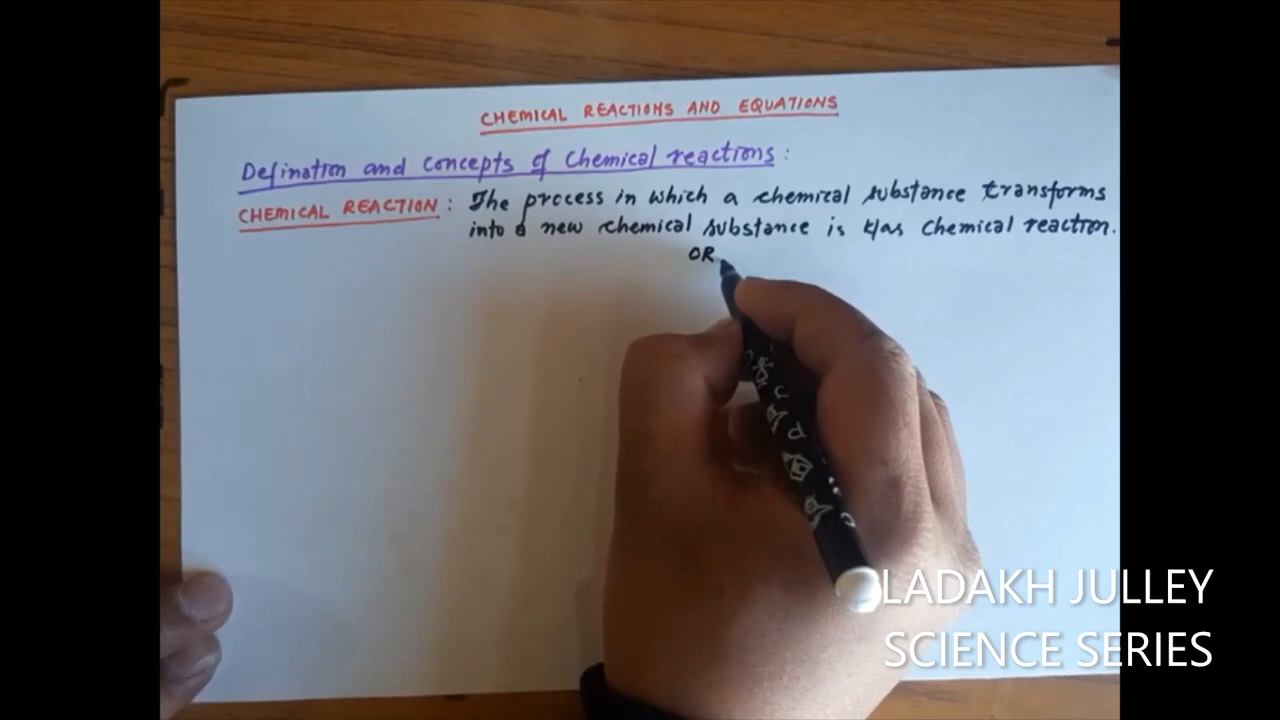 CHEMICAL REACTIONS AND EQUATIONS
Defination and concepts of Chemical reactions:
CHEMICAL REACTION: The process in which a chemical substance transforms
into a new chemical substance is k/as chemical reaction.
OR
LADAKH JULLEY
SCIENCE SERIES